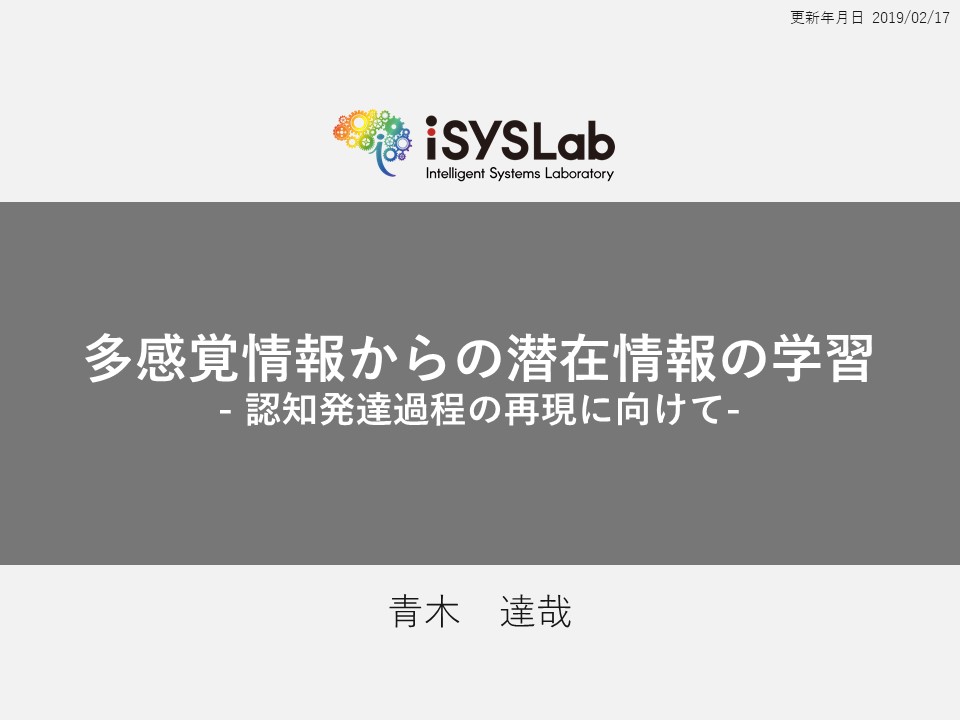 更新年月日 2019/02/17
iSYSLab
Intelligent Systems Laboratory
多感覚情報からの潜在情報の学習
- 認知発達過程の再現に向けて-
青木　達哉